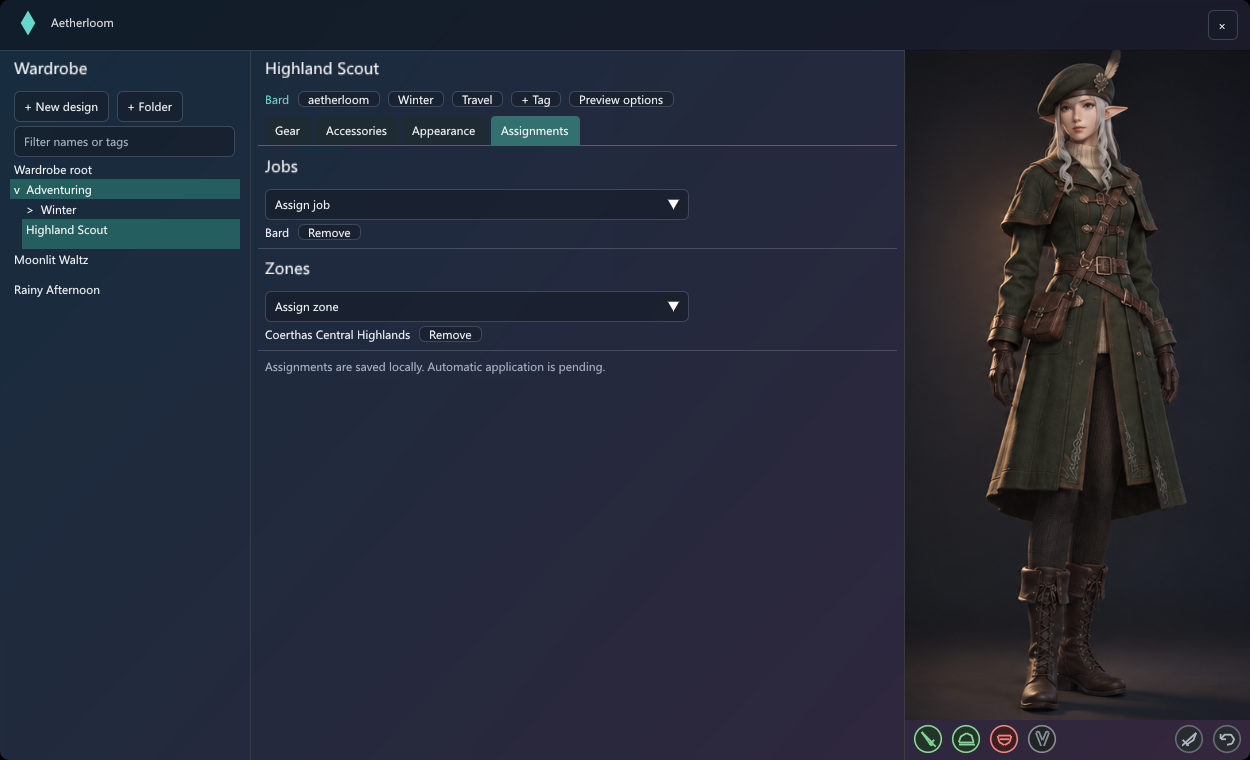 Aetherloom
×
Wardrobe
+ New design
+ Folder
Filter names or tags
Wardrobe root
v Adventuring
> Winter
Highland Scout
Moonlit Waltz
Rainy Afternoon
Highland Scout
Bard aetherloom Winter Travel + Tag Preview options
Gear Accessories Appearance Assignments
Jobs
Assign job
Bard Remove
Zones
Assign zone
Coerthas Central Highlands Remove
Assignments are saved locally. Automatic application is pending.